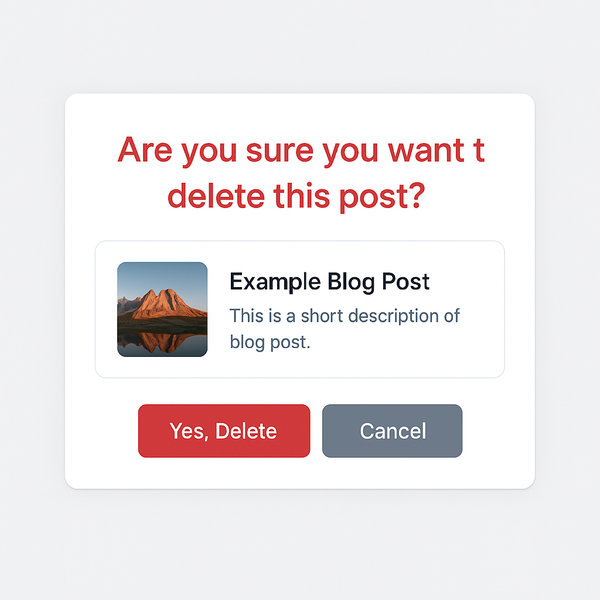 Are you sure you want t
delete this post?
Example Blog Post
This is a short description of
blog post.
Yes, Delete
Cancel